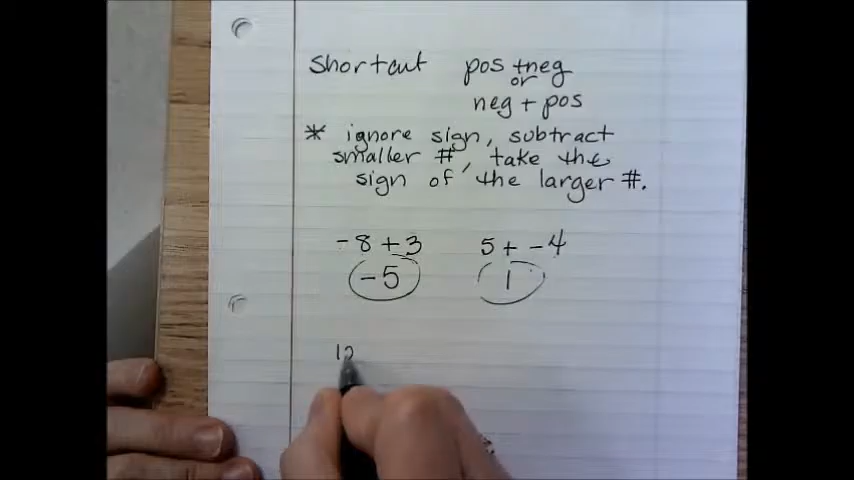 shortcut pos + neg
or
neg + pos
* ignore sign, subtract
smaller #, take the
sign of the larger #.
-8 + 3 5 + -4
-5 1
12